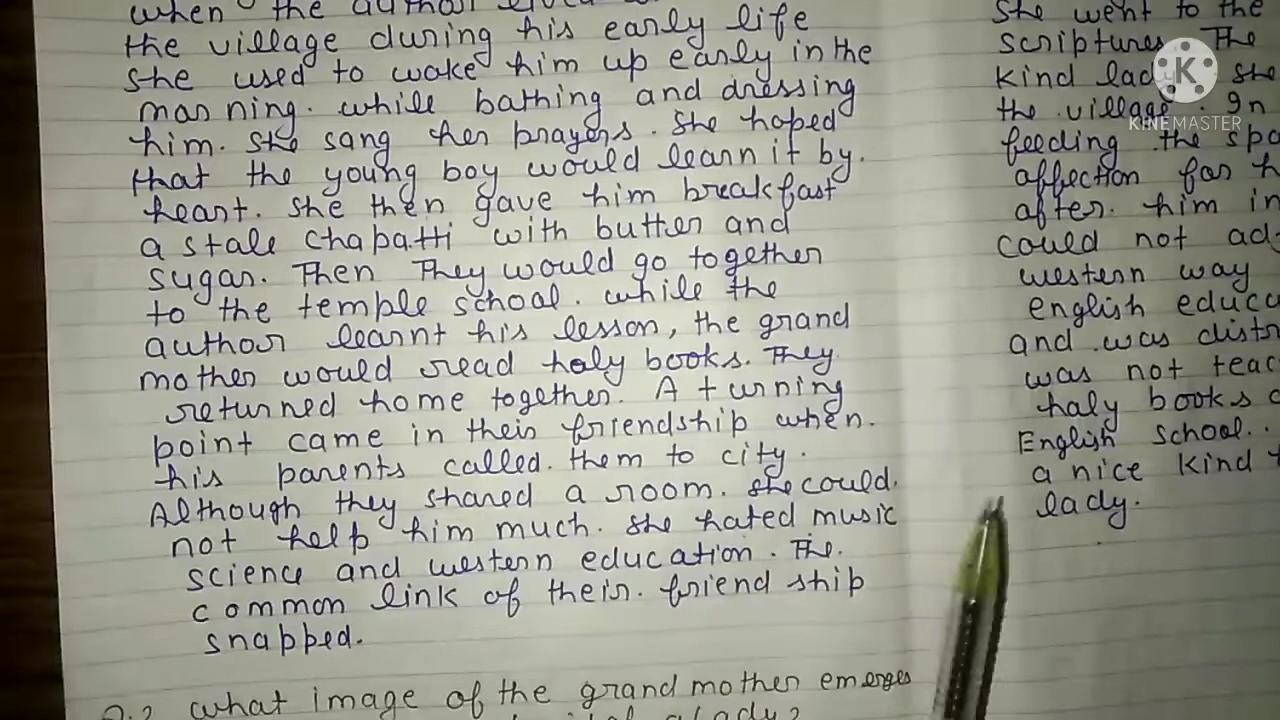 when the author
the village during his early life
she used to wake him up early in the
mar ning. while bathing and dressing
him. she sang her prayers. She hoped
that the young boy would learn it by.
heart. She then gave him breakfast
a stale chapatti with butter and
sugar. Then They would go together
to the temple school. while the
author learnt his lesson, the grand
mother would read holy books. They
returned home together. A turning
point came in their friendship when.
his parents called. them to city.
Although they shared a room. she could.
not help him much. She hated music
science and western education. The.
common link of their. friend ship
snapped.
what image of the grand mother emerges
lady?
She went to the
scriptures The
kind lady She
the village. In
feeding the
affection for
after. him in
could not
western way
english
and was
was not
holy books
English School.
a nice kind
lady.
K
KINEMASTER